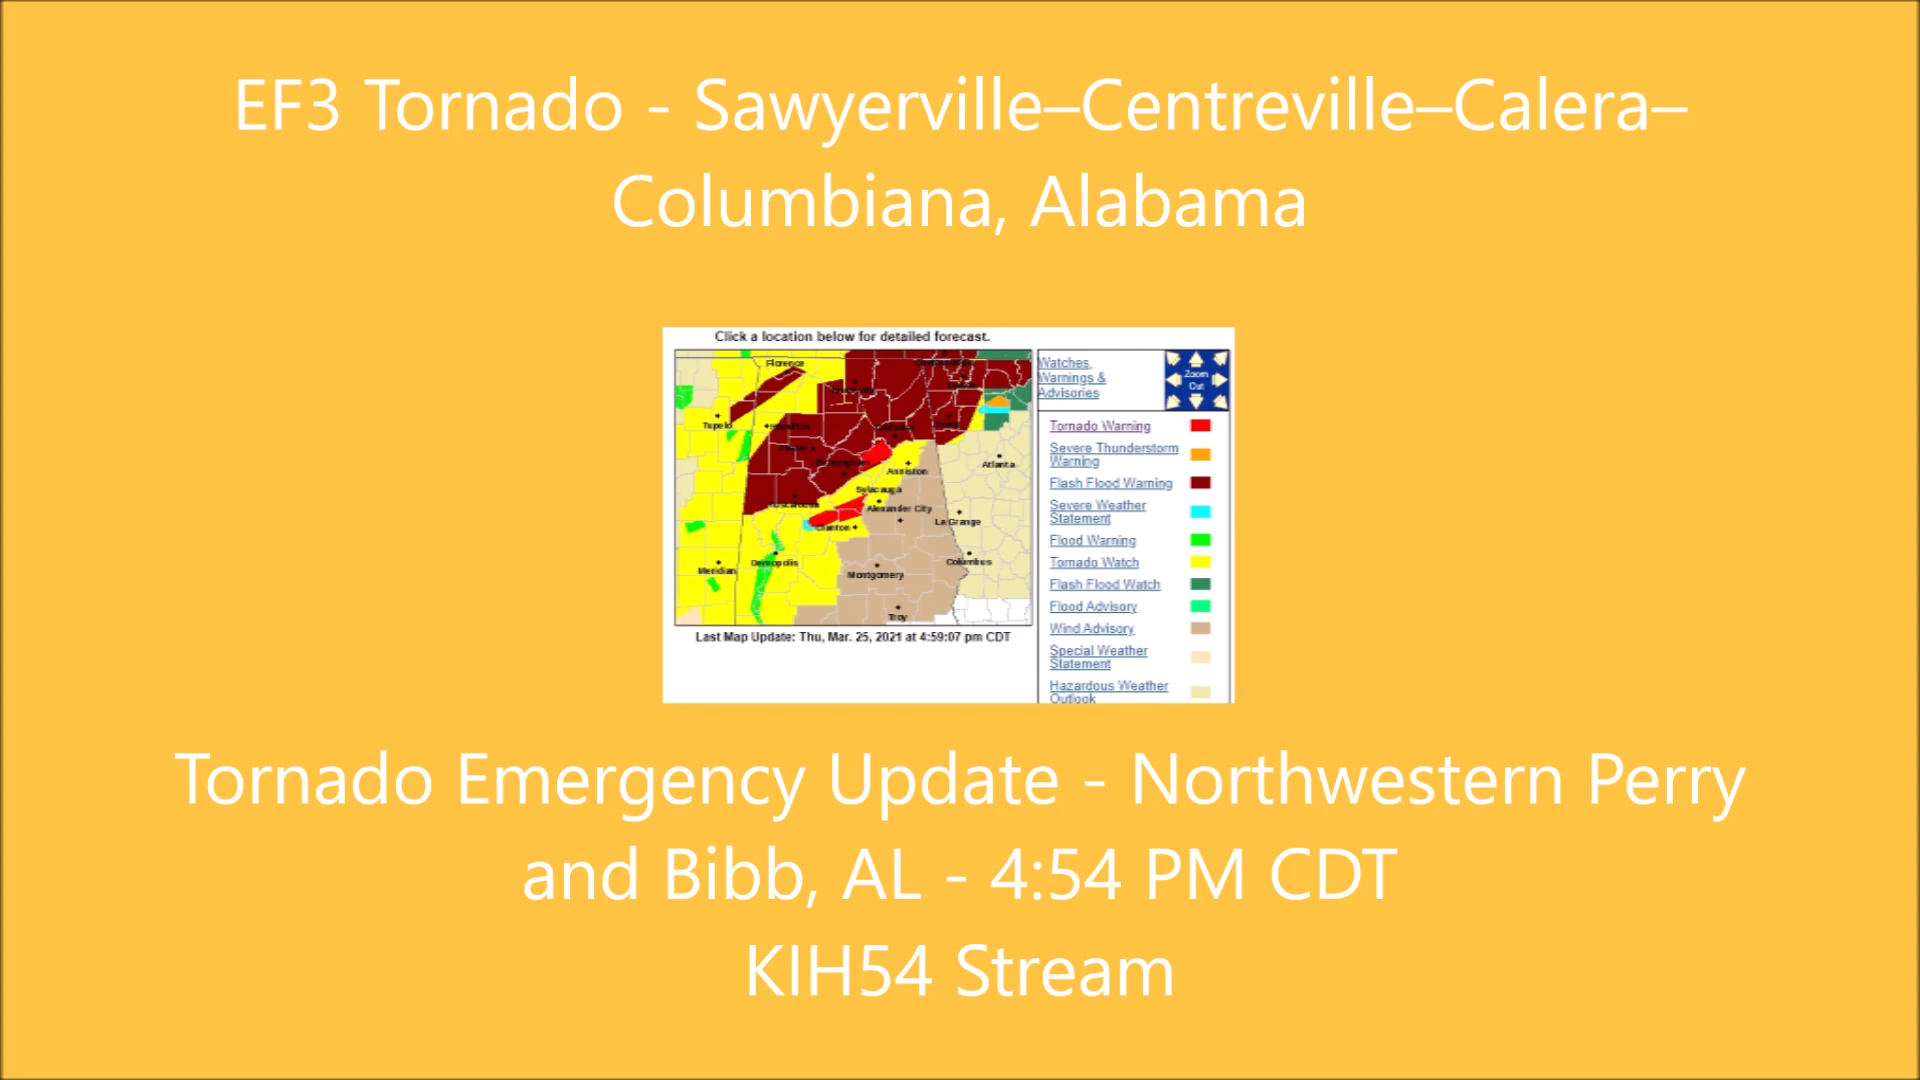 EF3 Tornado - Sawyerville–Centreville–Calera–
Columbiana, Alabama
Click a location below for detailed forecast.
Florence
Tupelo
Anniston
Atlanta
Sylacauga
Alexander City
La Grange
Clanton
Meridian
Demopolis
Montgomery
Columbus
Troy
Last Map Update: Thu, Mar. 25, 2021 at 4:59:07 pm CDT
Watches,
Warnings &
Advisories
Zoom
Out
Tornado Warning
Severe Thunderstorm
Warning
Flash Flood Warning
Severe Weather
Statement
Flood Warning
Tornado Watch
Flash Flood Watch
Flood Advisory
Wind Advisory
Special Weather
Statement
Hazardous Weather
Outlook
Tornado Emergency Update - Northwestern Perry
and Bibb, AL - 4:54 PM CDT
KIH54 Stream